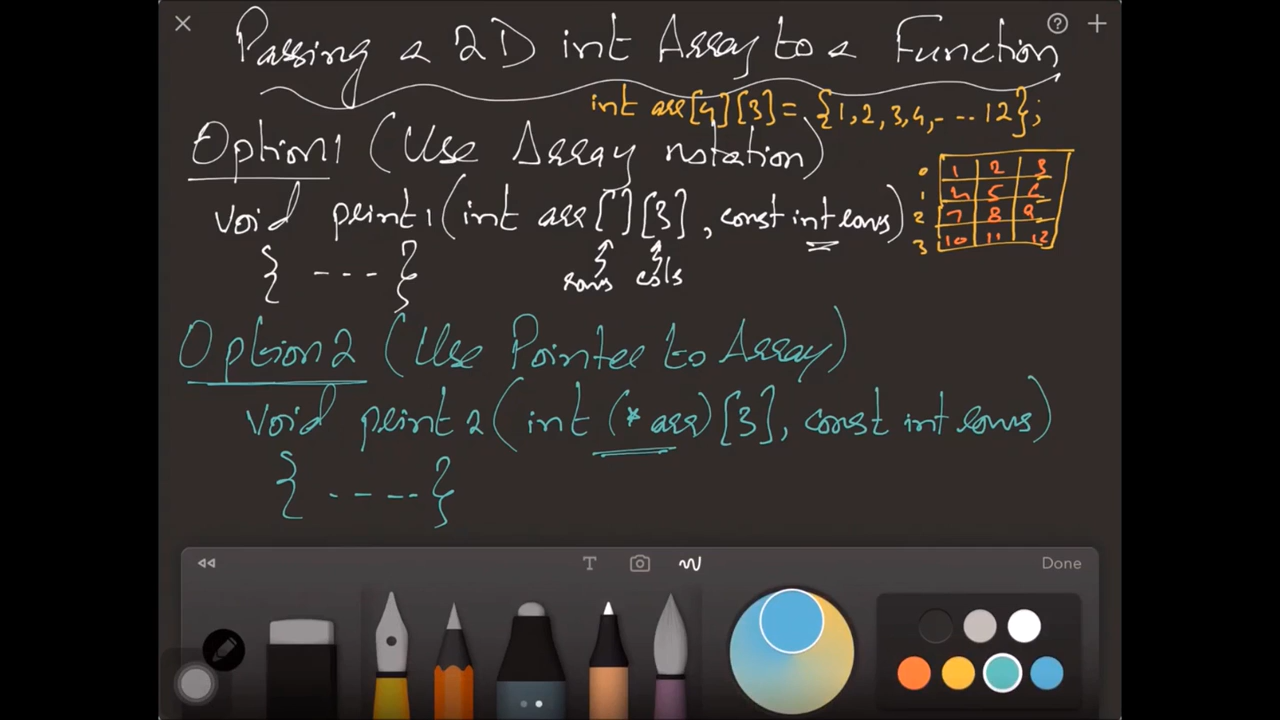 Passing a 2D int Array to a Function
int arr[4][3] = {1,2,3,4,-...12};
Option1 (Use Array notation)
void print1(int arr[][3], const int rows)
{ ---- }
rows cols
0 1 2 3
1 4 5 6
2 7 8 9
3 10 11 12
Option2 (Use Pointer to Array)
void print2(int (*arr)[3], const int rows)
{ ----- }
T
Done